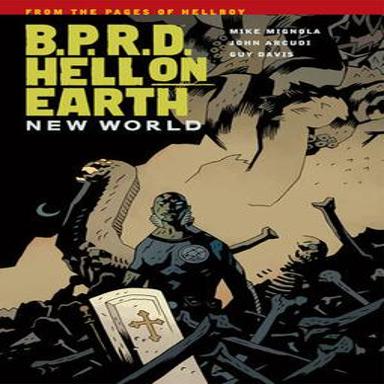 FROM THE PAGES OF HELLBOY
B.P.R.D.
HELL ON
EARTH
NEW WORLD
MIKE MIGNOLA
JOHN ARCUDI
GUY DAVIS